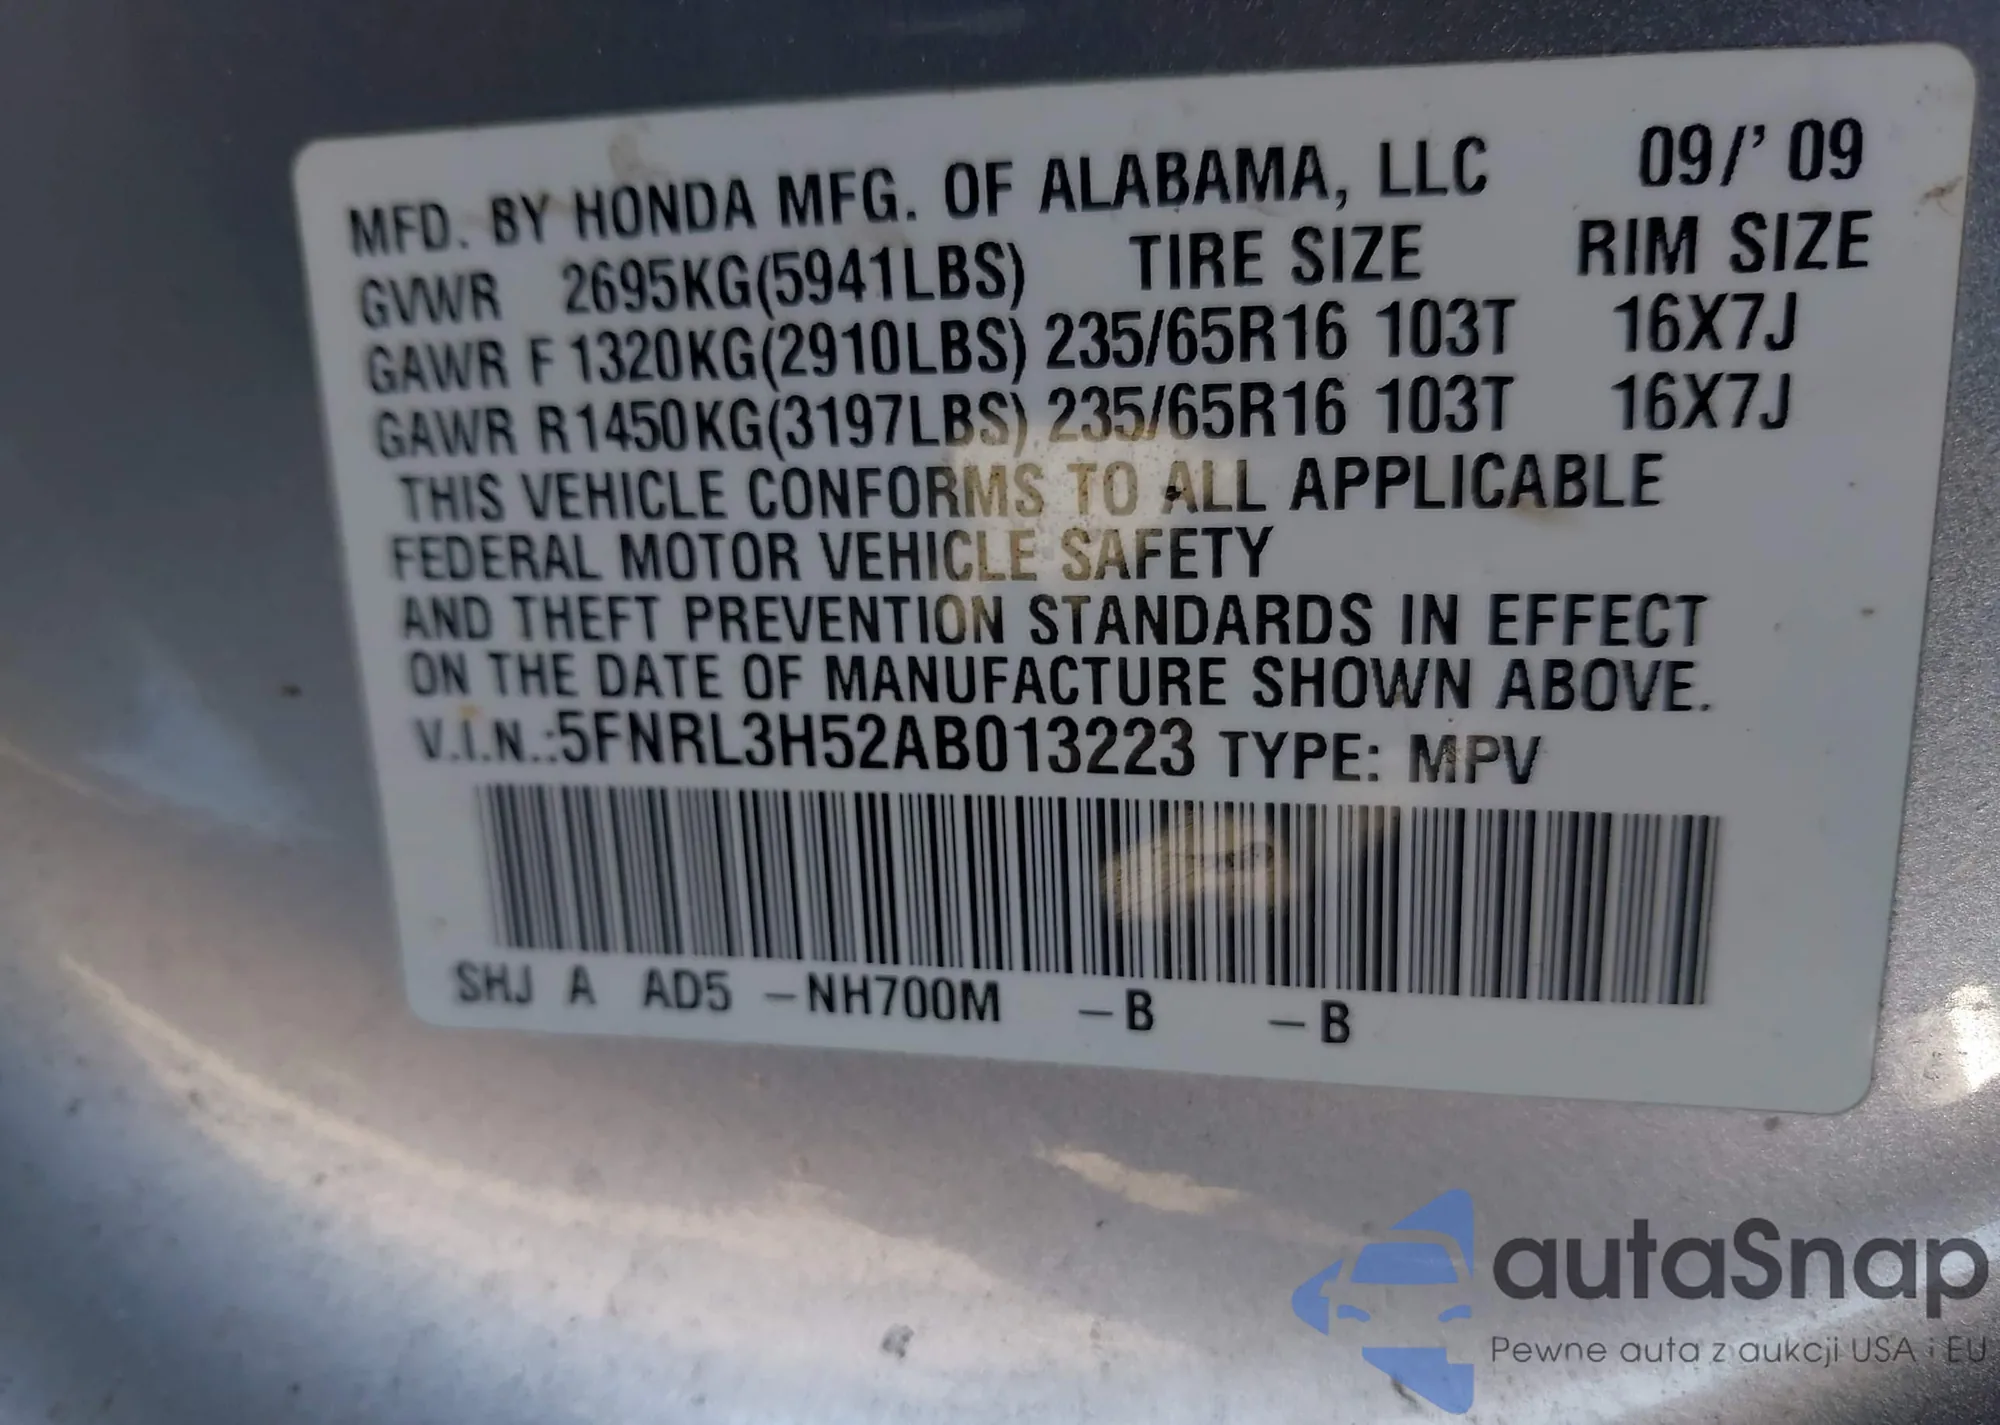 MFD. BY HONDA MFG. OF ALABAMA, LLC 09/'09
GVWR 2695KG(5941LBS) TIRE SIZE RIM SIZE
GAWR F 1320KG(2910LBS) 235/65R16 103T 16X7J
GAWR R 1450KG(3197LBS) 235/65R16 103T 16X7J
THIS VEHICLE CONFORMS TO ALL APPLICABLE
FEDERAL MOTOR VEHICLE SAFETY
AND THEFT PREVENTION STANDARDS IN EFFECT
ON THE DATE OF MANUFACTURE SHOWN ABOVE.
V.I.N.:5FNRL3H52AB013223 TYPE: MPV
SHJ A AD5 -NH700M -B -B
autaSnap
Pewne auta z aukcji USA i EU